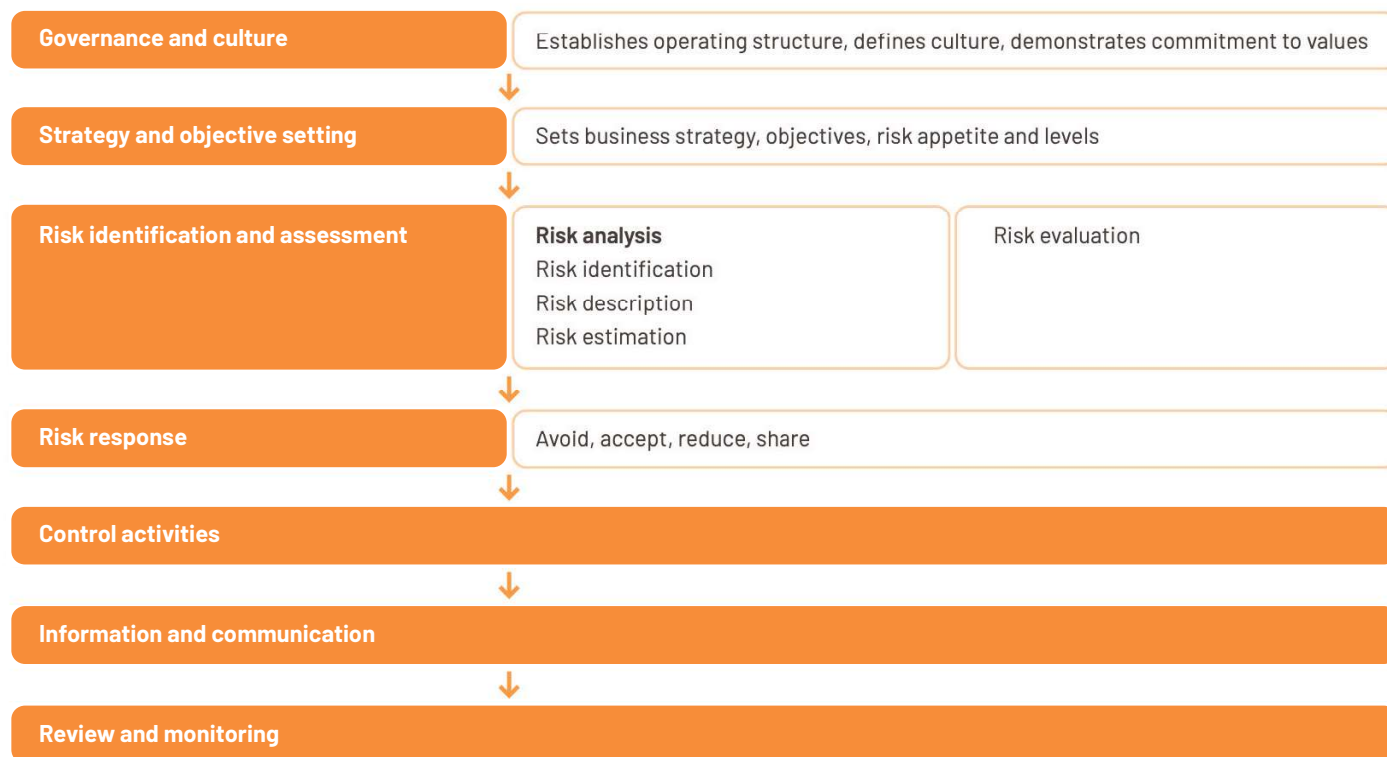 Governance and culture
Establishes operating structure, defines culture, demonstrates commitment to values
Strategy and objective setting
Sets business strategy, objectives, risk appetite and levels
Risk identification and assessment
Risk analysis
Risk identification
Risk description
Risk estimation
Risk evaluation
Risk response
Avoid, accept, reduce, share
Control activities
Information and communication
Review and monitoring